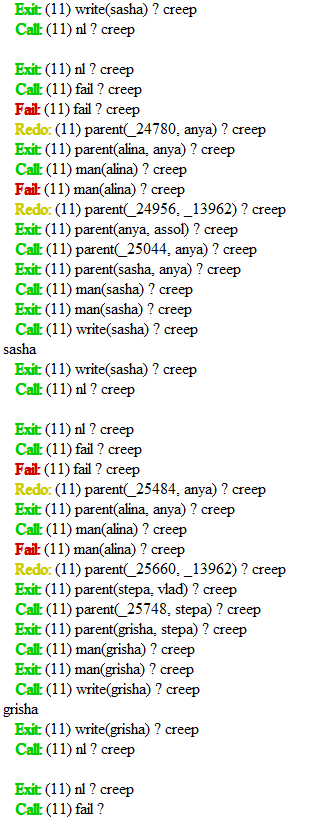 Exit: (11) write(sasha) ? creep
Call: (11) nl ? creep
Exit: (11) nl ? creep
Call: (11) fail ? creep
Fail: (11) fail ? creep
Redo: (11) parent(_24780, anya) ? creep
Exit: (11) parent(alina, anya) ? creep
Call: (11) man(alina) ? creep
Fail: (11) man(alina) ? creep
Redo: (11) parent(_24956, _13962) ? creep
Exit: (11) parent(anya, assol) ? creep
Call: (11) parent(_25044, anya) ? creep
Exit: (11) parent(sasha, anya) ? creep
Call: (11) man(sasha) ? creep
Exit: (11) man(sasha) ? creep
Call: (11) write(sasha) ? creep
sasha
Exit: (11) write(sasha) ? creep
Call: (11) nl ? creep
Exit: (11) nl ? creep
Call: (11) fail ? creep
Fail: (11) fail ? creep
Redo: (11) parent(_25484, anya) ? creep
Exit: (11) parent(alina, anya) ? creep
Call: (11) man(alina) ? creep
Fail: (11) man(alina) ? creep
Redo: (11) parent(_25660, _13962) ? creep
Exit: (11) parent(stepa, vlad) ? creep
Call: (11) parent(_25748, stepa) ? creep
Exit: (11) parent(grisha, stepa) ? creep
Call: (11) man(grisha) ? creep
Exit: (11) man(grisha) ? creep
Call: (11) write(grisha) ? creep
grisha
Exit: (11) write(grisha) ? creep
Call: (11) nl ? creep
Exit: (11) nl ? creep
Call: (11) fail ?